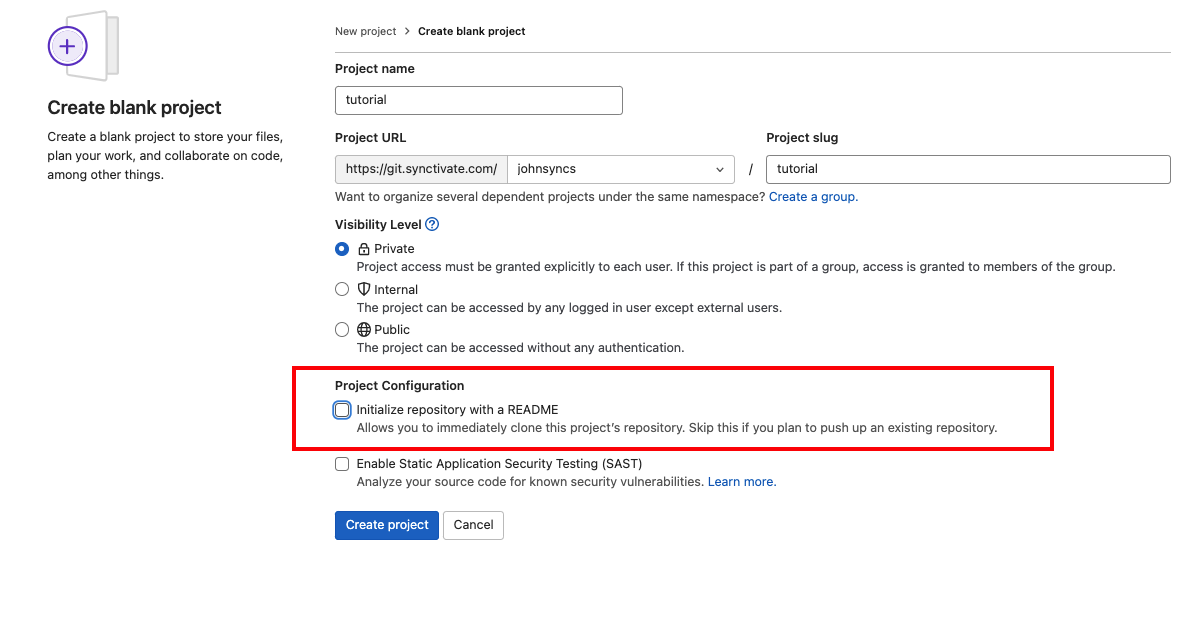 New project > Create blank project
Create blank project
Create a blank project to store your files,
plan your work, and collaborate on code,
among other things.
Project name
tutorial
Project URL
Project slug
https://git.synctivate.com/ johnsyncs / tutorial
Want to organize several dependent projects under the same namespace? Create a group.
Visibility Level
Private
Project access must be granted explicitly to each user. If this project is part of a group, access is granted to members of the group.
Internal
The project can be accessed by any logged in user except external users.
Public
The project can be accessed without any authentication.
Project Configuration
Initialize repository with a README
Allows you to immediately clone this project's repository. Skip this if you plan to push up an existing repository.
Enable Static Application Security Testing (SAST)
Analyze your source code for known security vulnerabilities. Learn more.
Create project
Cancel